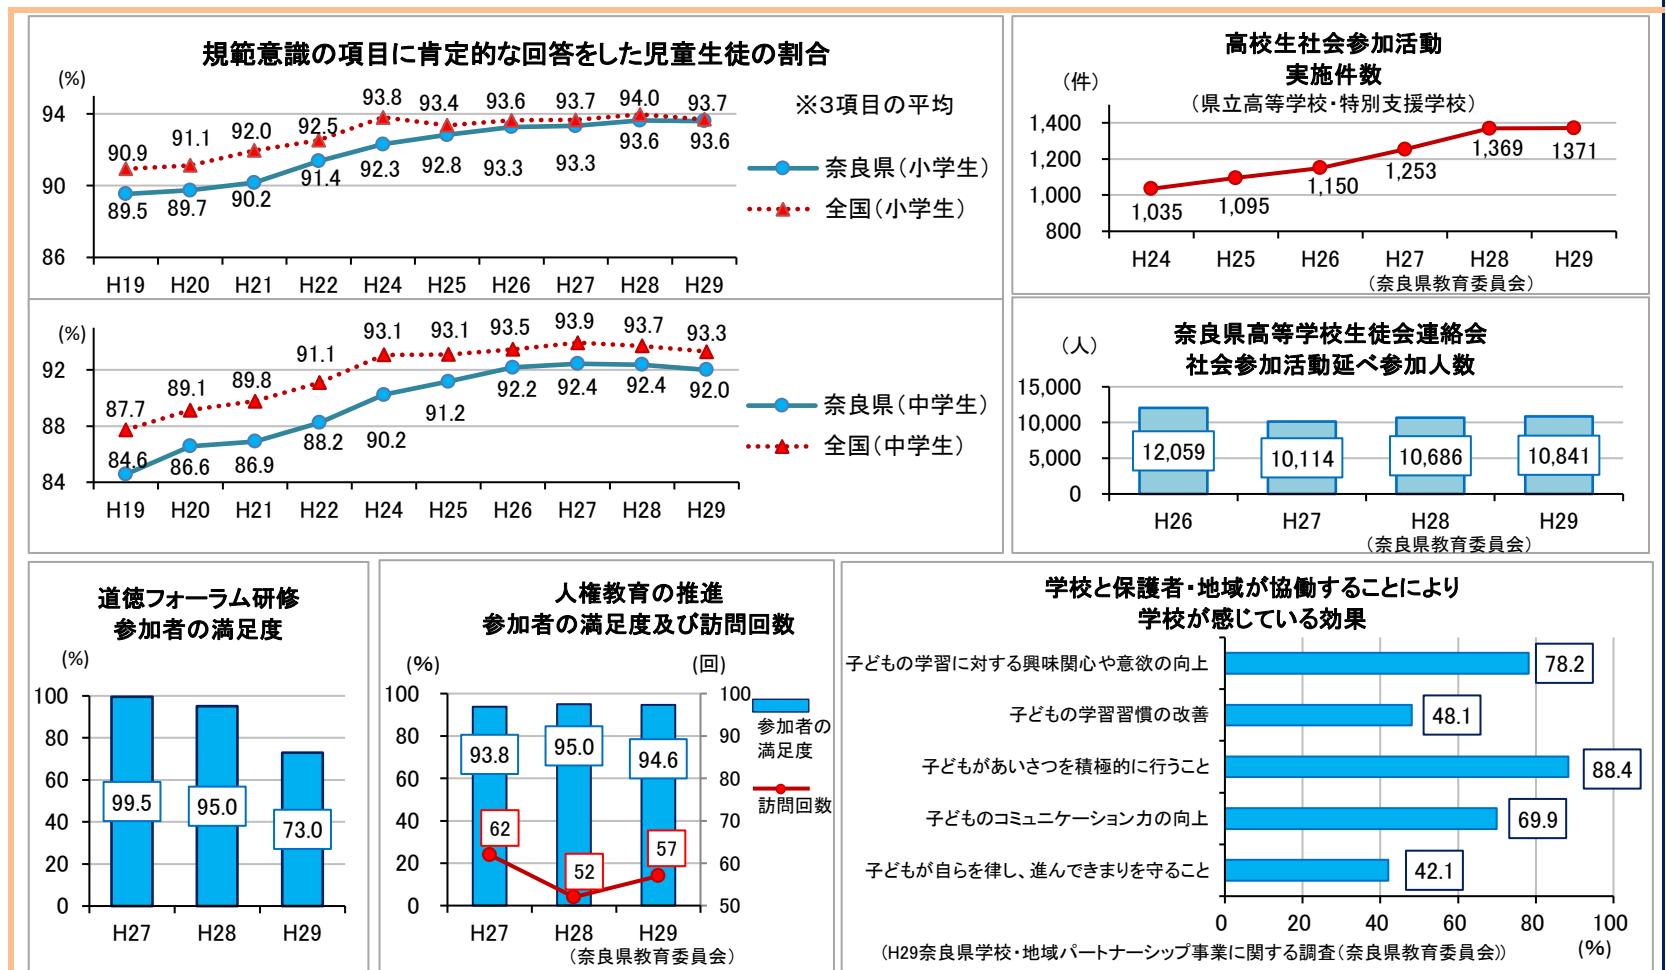 規範意識の項目に肯定的な回答をした児童生徒の割合
(%)
※3項目の平均
94
90
86
90.9
91.1
92.0
92.5
93.8
93.4
93.6
93.7
94.0
93.7
89.5
89.7
90.2
91.4
92.3
92.8
93.3
93.3
93.6
93.6
奈良県(小学生)
全国(小学生)
H19 H20 H21 H22 H24 H25 H26 H27 H28 H29
(%)
92
88
84
87.7
89.1
89.8
91.1
93.1
93.1
93.5
93.9
93.7
93.3
84.6
86.6
86.9
88.2
90.2
91.2
92.2
92.4
92.4
92.0
奈良県(中学生)
全国(中学生)
H19 H20 H21 H22 H24 H25 H26 H27 H28 H29
高校生社会参加活動
実施件数
(件)
(県立高等学校・特別支援学校)
1,400
1,200
1,000
800
1,035
1,095
1,150
1,253
1,369
1371
H24 H25 H26 H27 H28 H29
(奈良県教育委員会)
奈良県高等学校生徒会連絡会
(人)
社会参加活動延べ参加人数
15,000
10,000
5,000
0
12,059
10,114
10,686
10,841
H26 H27 H28 H29
(奈良県教育委員会)
道徳フォーラム研修
参加者の満足度
(%)
100
80
60
40
20
0
99.5
95.0
73.0
H27 H28 H29
人権教育の推進
参加者の満足度及び訪問回数
(%)
(回)
100
80
60
40
20
0
93.8
95.0
94.6
62
52
57
100
90
80
70
60
50
参加者の
満足度
訪問回数
H27 H28 H29
(奈良県教育委員会)
学校と保護者・地域が協働することにより
学校が感じている効果
子どもの学習に対する興味関心や意欲の向上
78.2
子どもの学習習慣の改善
48.1
子どもがあいさつを積極的に行うこと
88.4
子どものコミュニケーション力の向上
69.9
子どもが自らを律し、進んできまりを守ること
42.1
0 20 40 60 80 100
(%)
(H29奈良県学校・地域パートナーシップ事業に関する調査(奈良県教育委員会))